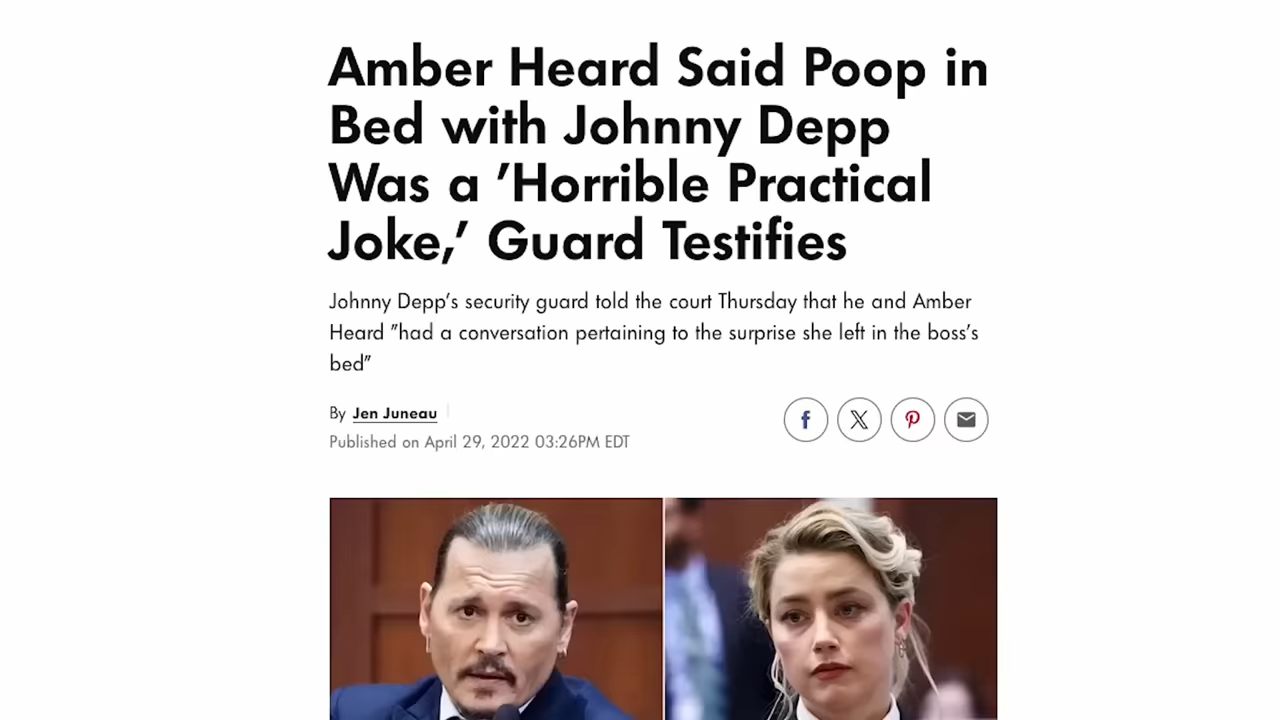 Amber Heard Said Poop in
Bed with Johnny Depp
Was a 'Horrible Practical
Joke,' Guard Testifies
Johnny Depp's security guard told the court Thursday that he and Amber
Heard "had a conversation pertaining to the surprise she left in the boss's
bed"
By Jen Juneau
Published on April 29, 2022 03:26PM EDT